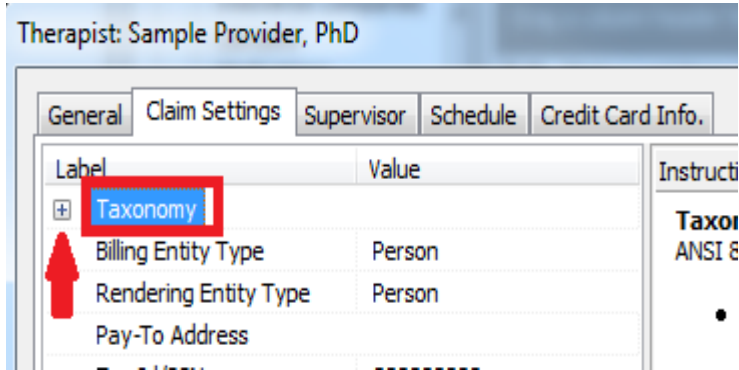 Therapist: Sample Provider, PhD
General Claim Settings Supervisor Schedule Credit Card Info.
Label Value
Taxonomy
Billing Entity Type Person
Rendering Entity Type Person
Pay-To Address
ANSI